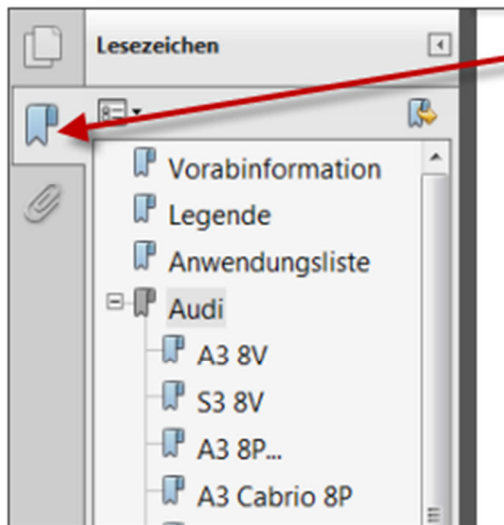 Lesezeichen
Vorabinformation
Legende
Anwendungsliste
Audi
A3 8V
S3 8V
A3 8P...
A3 Cabrio 8P